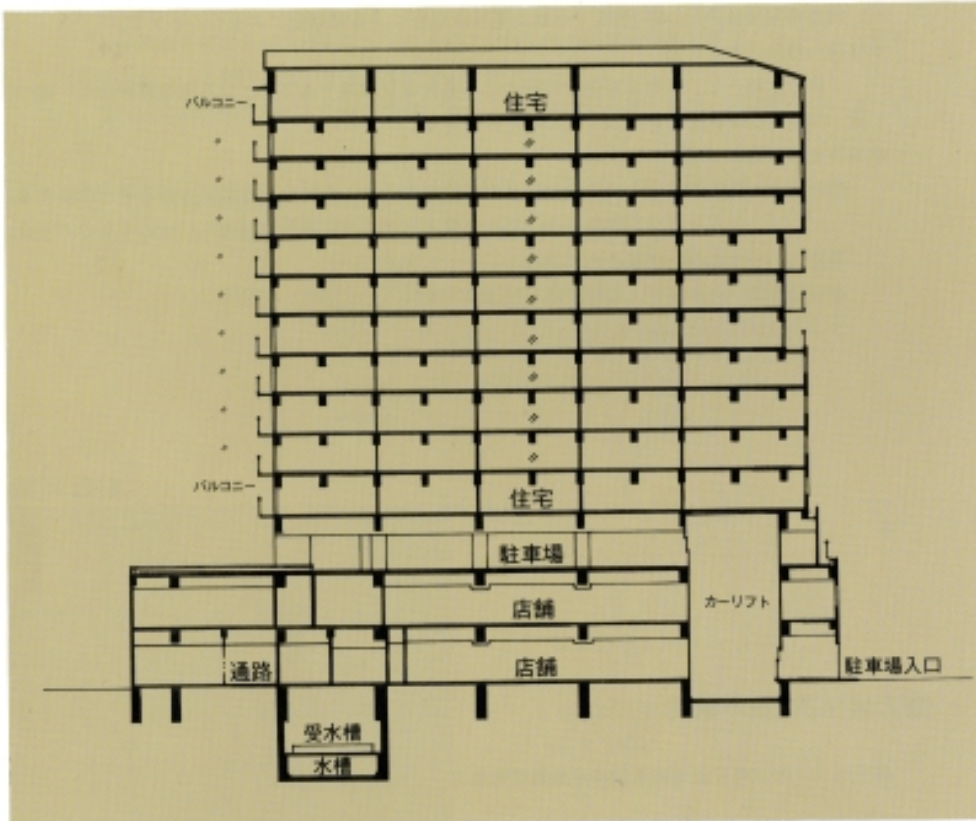 バルコニー
住宅
〃 〃
〃 〃
〃 〃
〃 〃
〃 〃
〃 〃
〃 〃
〃 〃
〃 〃
バルコニー
住宅
駐車場
店舗
カーリフト
通路
店舗
駐車場入口
受水槽
水槽